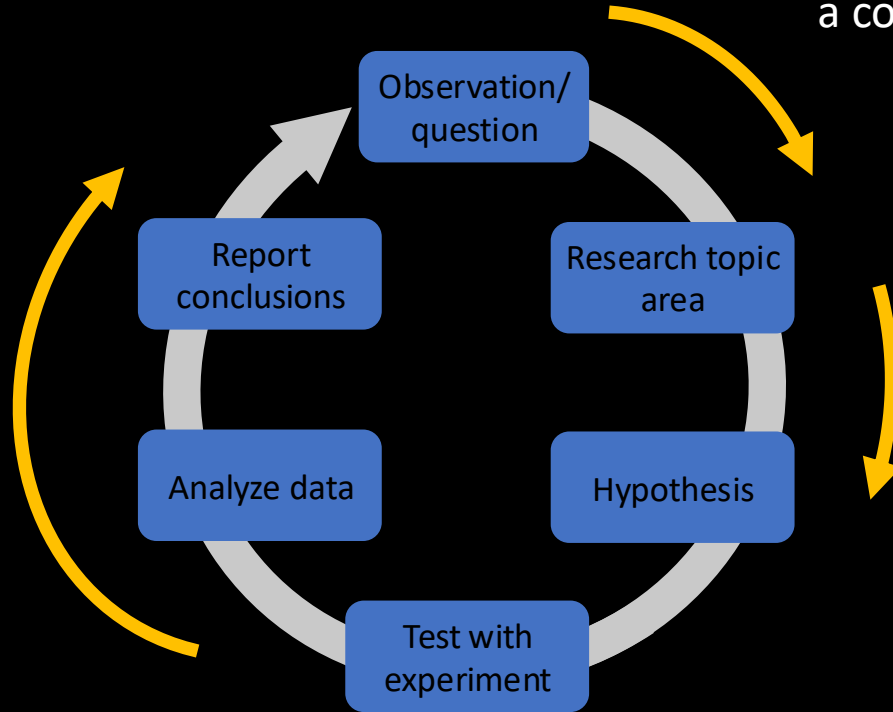 a co
Observation/
question
Research topic
area
Hypothesis
Test with
experiment
Analyze data
Report
conclusions